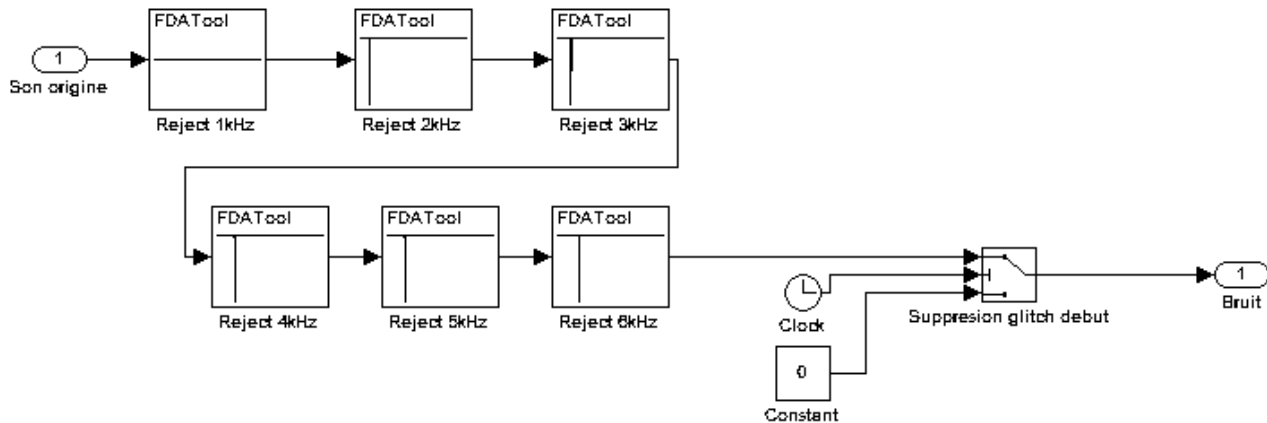 FDATool
FDATool
FDATool
1
Son origine
Reject 1kHz
Reject 2kHz
Reject 3kHz
FDATool
FDATool
FDATool
Reject 4kHz
Reject 5kHz
Reject 6kHz
Clock
Suppresion glitch debut
1
Bruit
0
Constant